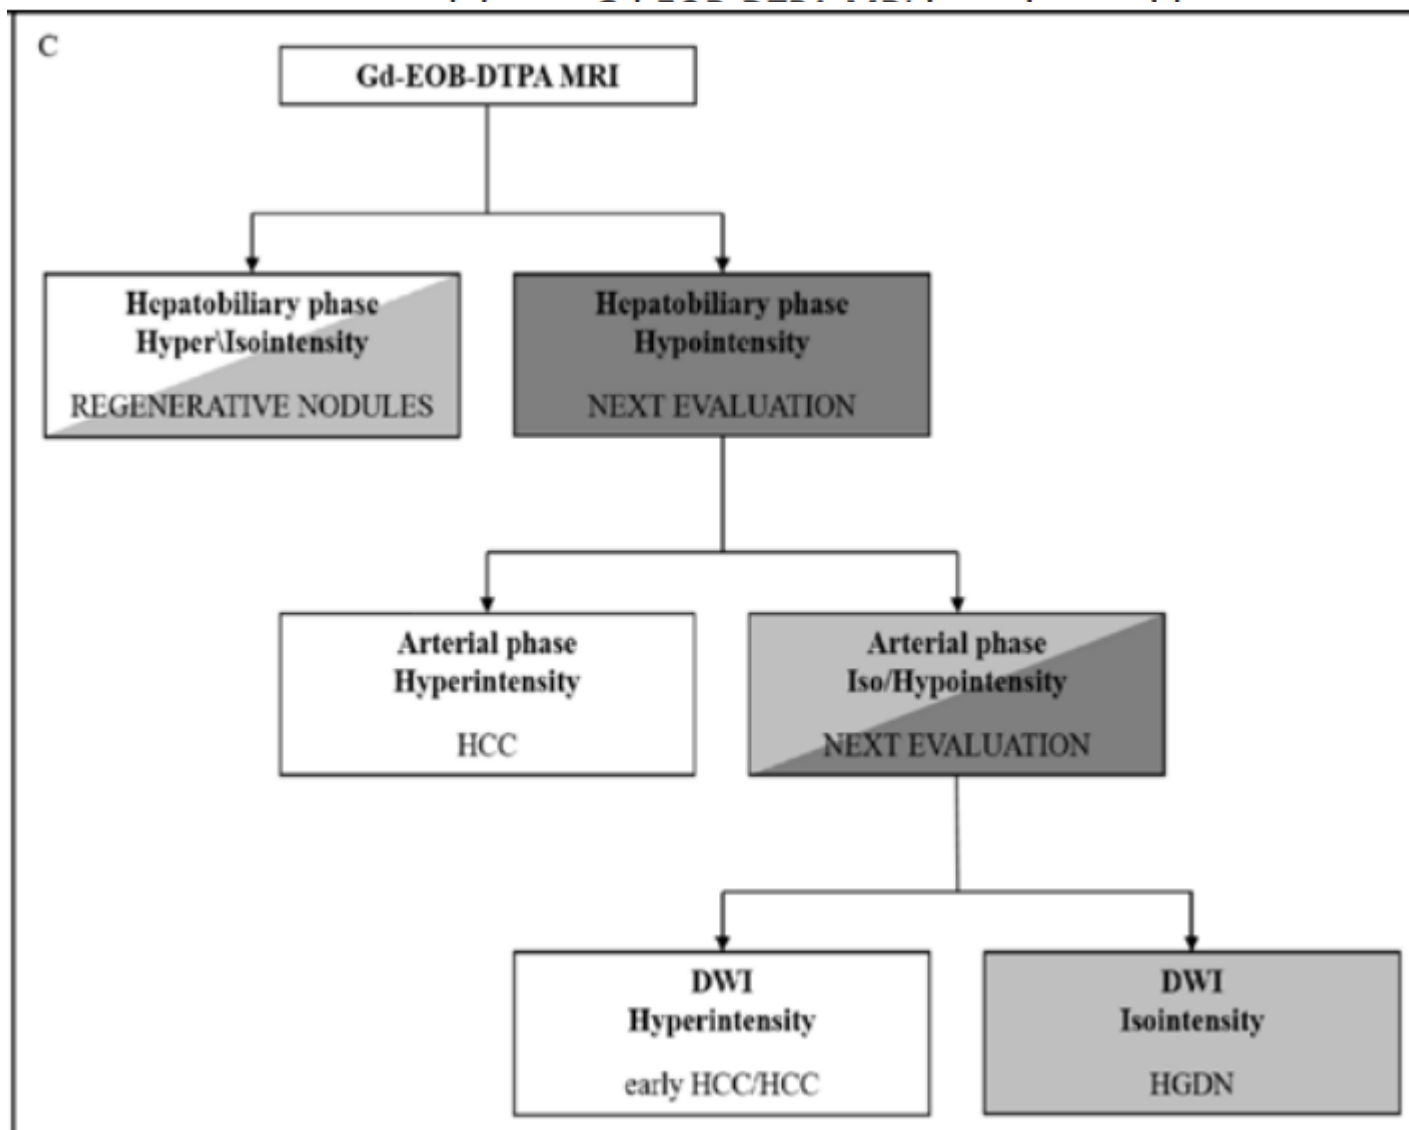 C
Gd-EOB-DTPA MRI
Hepatobiliary phase
Hyper\Isointensity
REGENERATIVE NODULES
Hepatobiliary phase
Hypointensity
NEXT EVALUATION
Arterial phase
Hyperintensity
HCC
Arterial phase
Iso/Hypointensity
NEXT EVALUATION
DWI
Hyperintensity
early HCC/HCC
DWI
Isointensity
HGDN